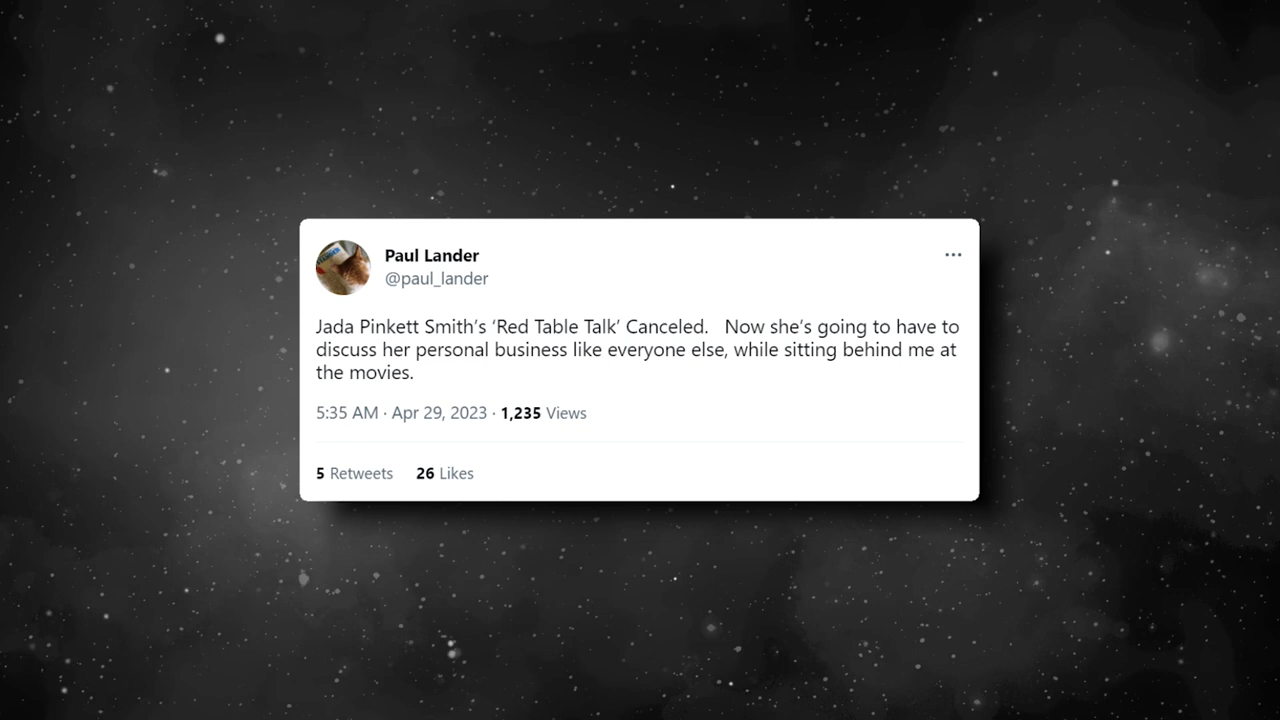 Paul Lander
@paul_lander
Jada Pinkett Smith’s ‘Red Table Talk’ Canceled.   Now she’s going to have to
discuss her personal business like everyone else, while sitting behind me at
the movies.
5:35 AM · Apr 29, 2023 · 1,235 Views
5 Retweets 26 Likes